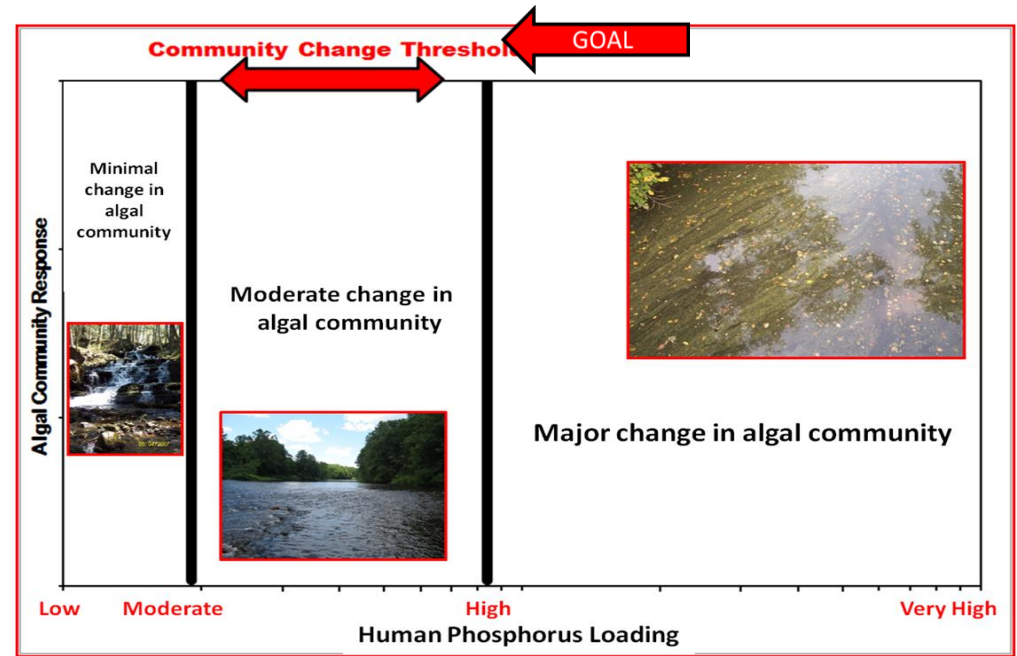 GOAL
Community Change Threshol
Minimal
change in
algal
community
Algal Community Response
Moderate change in
algal community
Major change in algal community
Low
Moderate
High
Very High
Human Phosphorus Loading